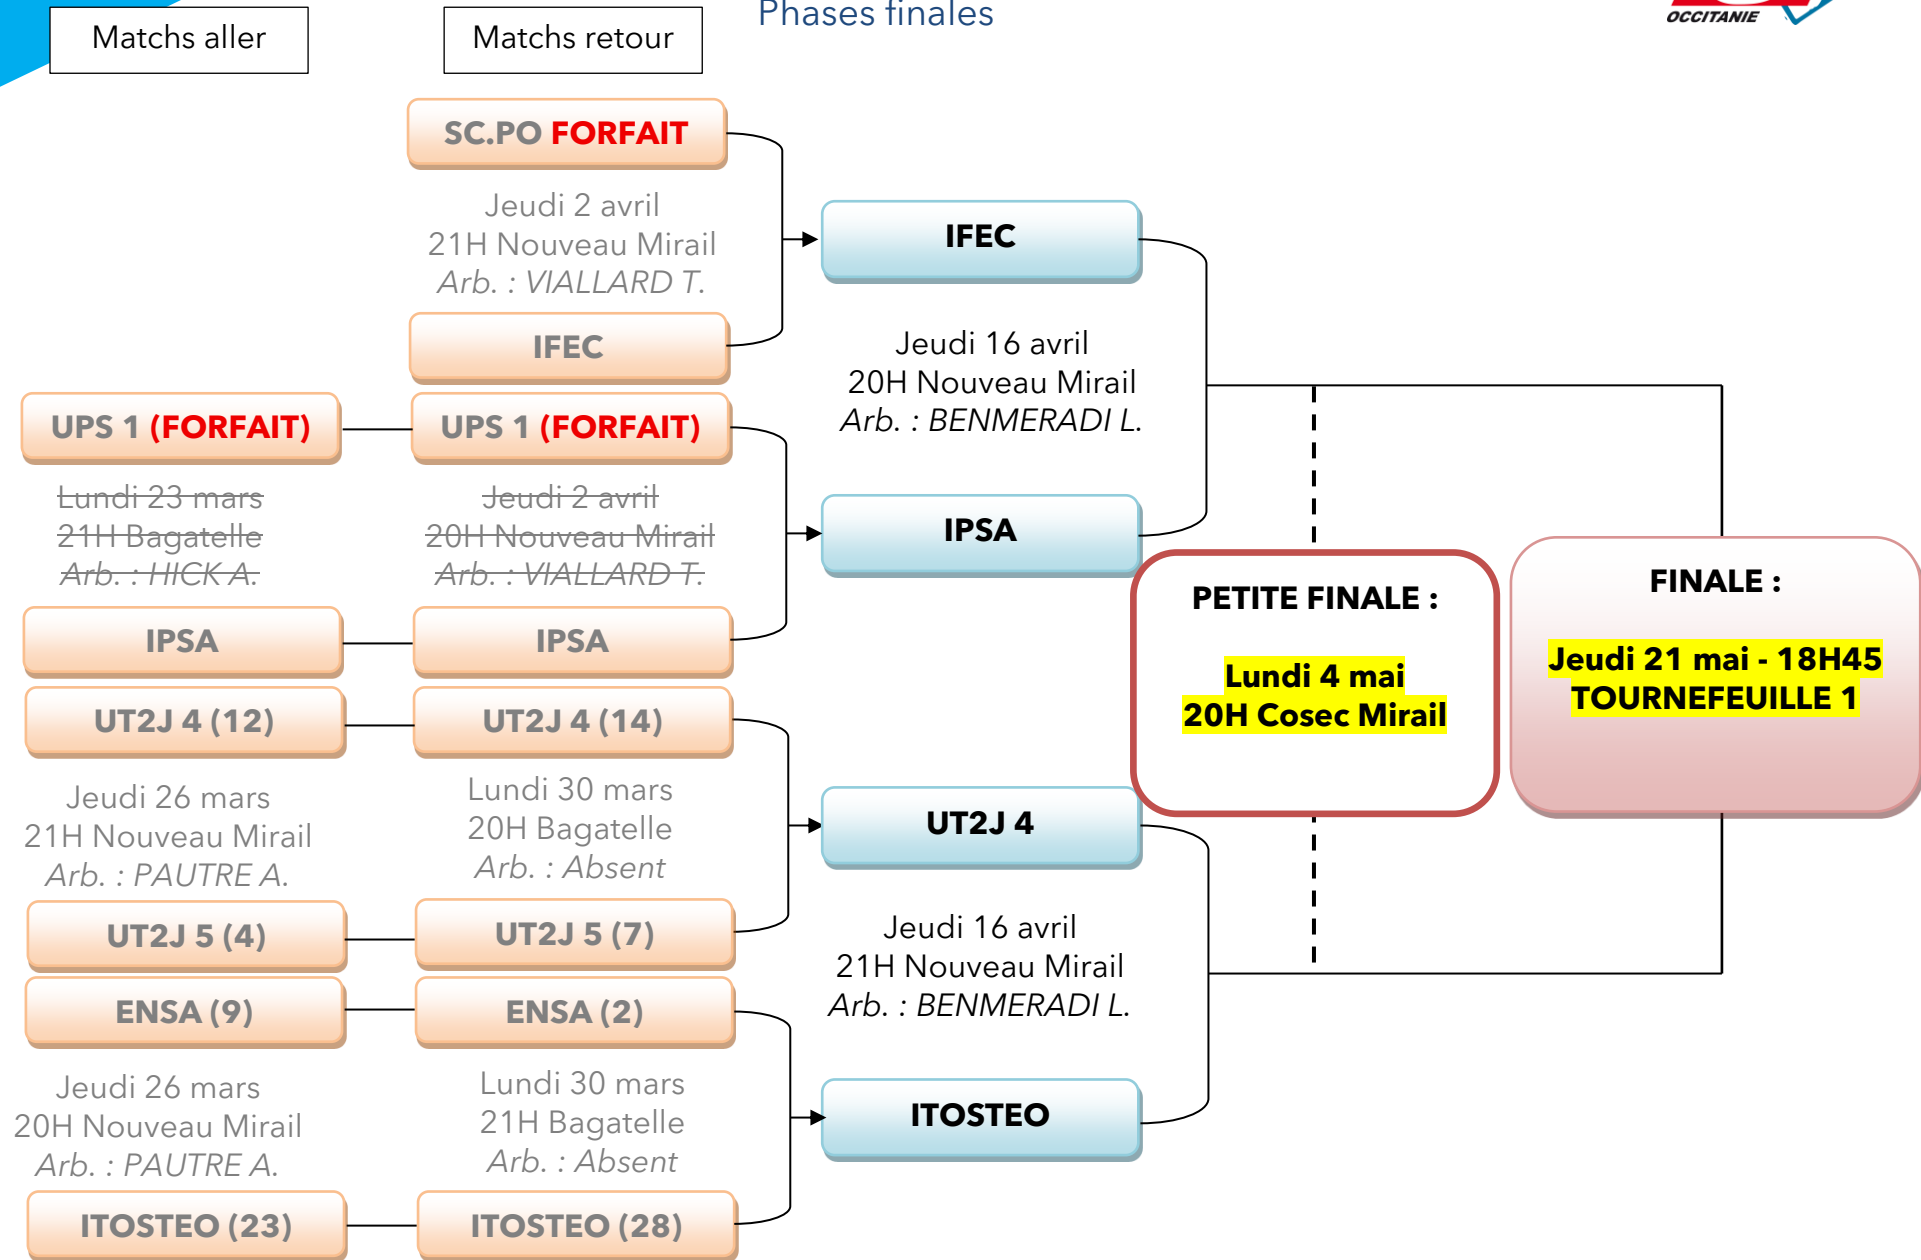 Phases finales
OCCITANIE
Matchs aller
Matchs retour
SC.PO FORFAIT
Jeudi 2 avril
21H Nouveau Mirail
Arb. : VIALLARD T.
IFEC
UPS 1 (FORFAIT)
Lundi 23 mars
21H Bagatelle
Arb. : HICK A.
IPSA
UPS 1 (FORFAIT)
Jeudi 2 avril
20H Nouveau Mirail
Arb. : VIALLARD T.
IPSA
UT2J 4 (12)
Jeudi 26 mars
21H Nouveau Mirail
Arb. : PAUTRE A.
UT2J 5 (4)
UT2J 4 (14)
Lundi 30 mars
20H Bagatelle
Arb. : Absent
UT2J 5 (7)
ENSA (9)
Jeudi 26 mars
20H Nouveau Mirail
Arb. : PAUTRE A.
ITOSTEO (23)
ENSA (2)
Lundi 30 mars
21H Bagatelle
Arb. : Absent
ITOSTEO (28)
IFEC
Jeudi 16 avril
20H Nouveau Mirail
Arb. : BENMERADI L.
IPSA
UT2J 4
Jeudi 16 avril
21H Nouveau Mirail
Arb. : BENMERADI L.
ITOSTEO
PETITE FINALE :
Lundi 4 mai
20H Cosec Mirail
FINALE :
Jeudi 21 mai - 18H45
TOURNEFEUILLE 1